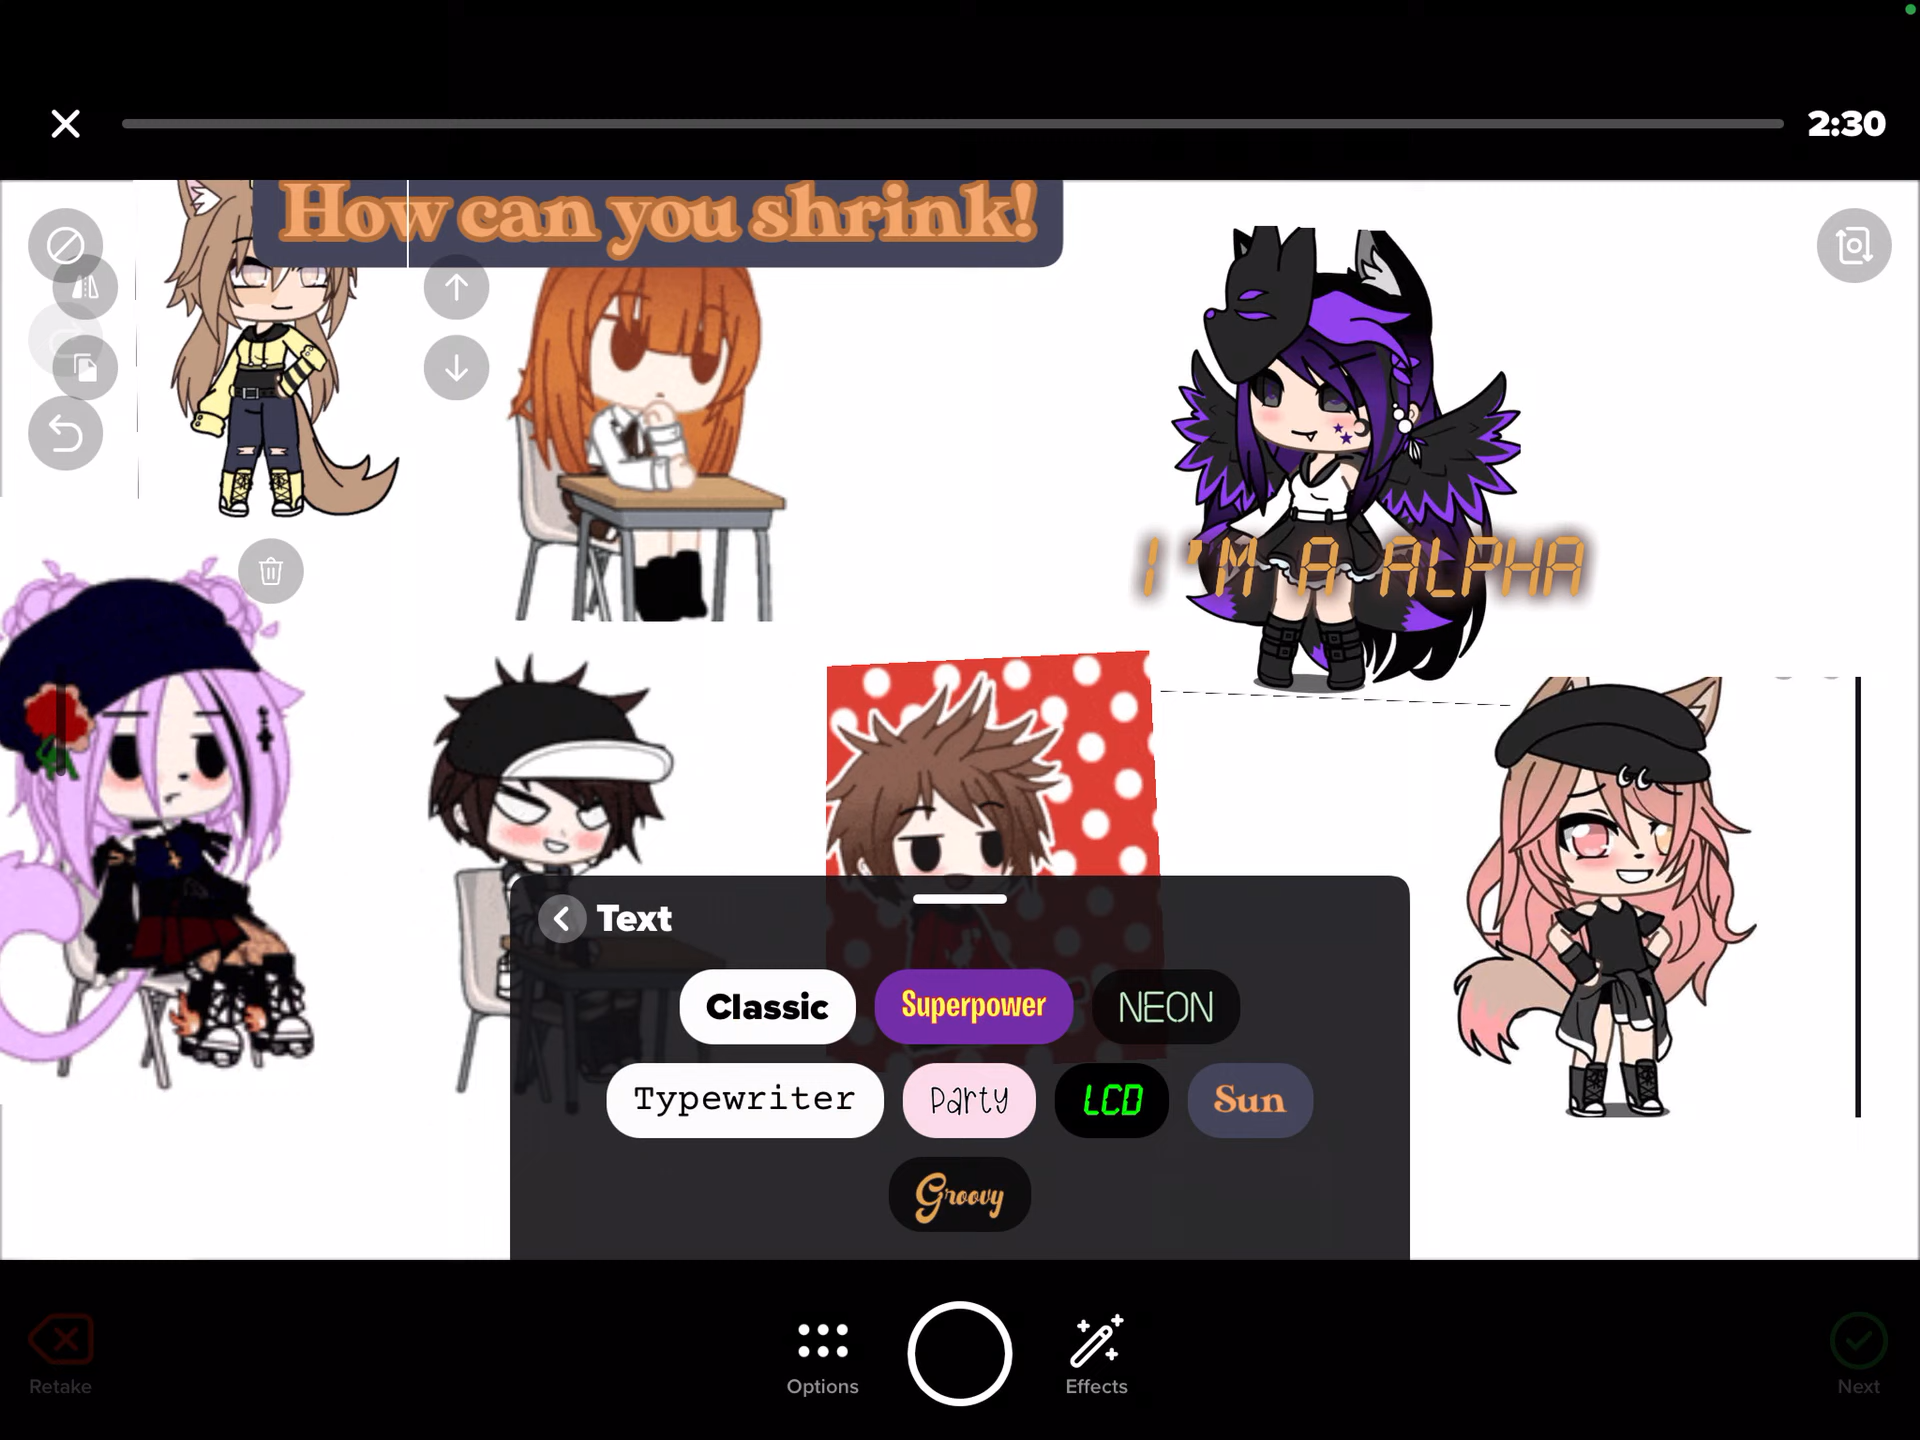 2:30
How can you shrink!
I'M A ALPHA
Text
Classic
Superpower
NEON
Typewriter
Party
LCD
Sun
Groovy
Retake
Options
Effects
Next